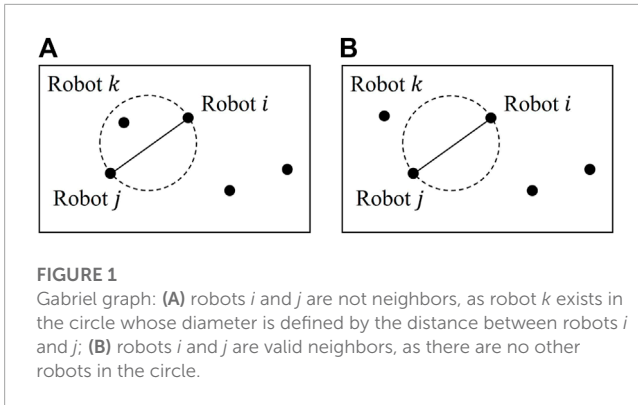 A
B
Robot k
Robot i
Robot j
Robot k
Robot i
Robot j
FIGURE 1
Gabriel graph: (A) robots i and j are not neighbors, as robot k exists in
the circle whose diameter is defined by the distance between robots i
and j; (B) robots i and j are valid neighbors, as there are no other
robots in the circle.